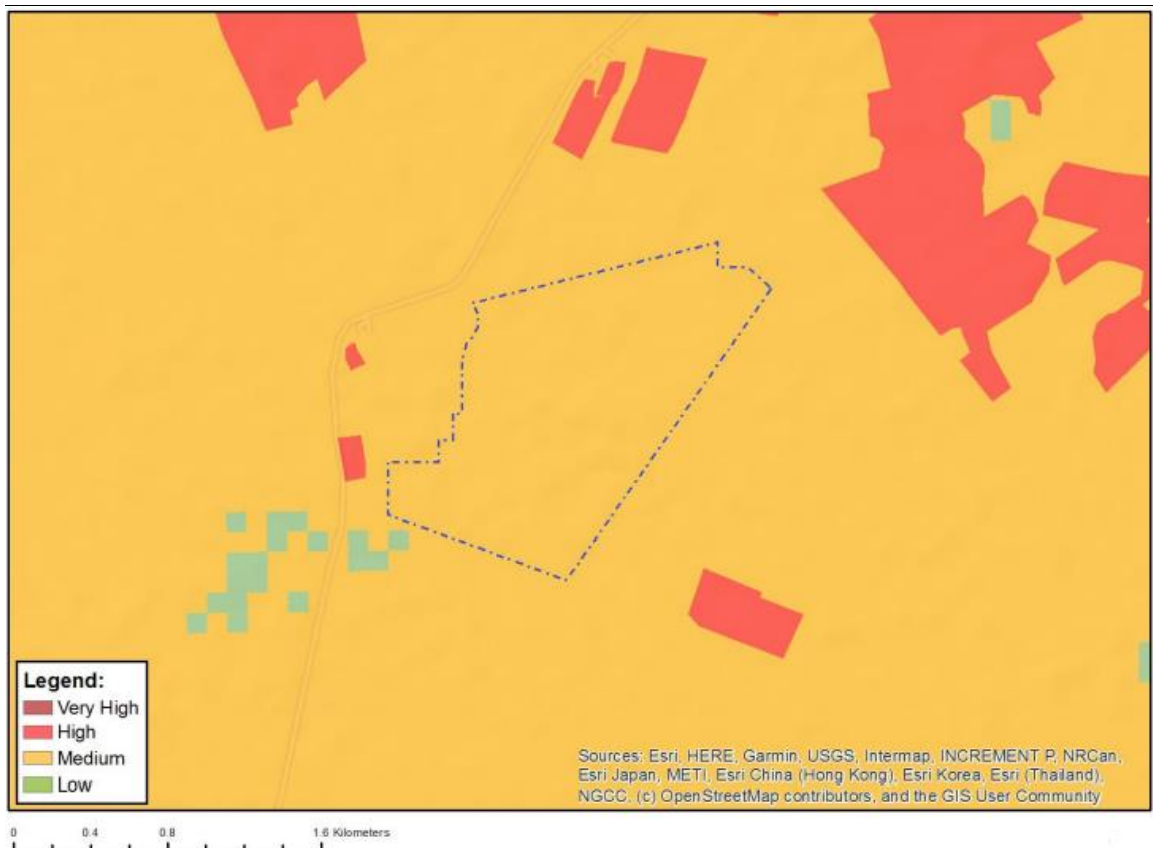 Legend:
Very High
High
Medium
Low
Sources: Esri, HERE, Garmin, USGS, Intermap, INCREMENT P, NRCan,
Esri Japan, METI, Esri China (Hong Kong), Esri Korea, Esri (Thailand),
NGCC, (c) OpenStreetMap contributors, and the GIS User Community
0 0.4 0.8 1.6 Kilometers